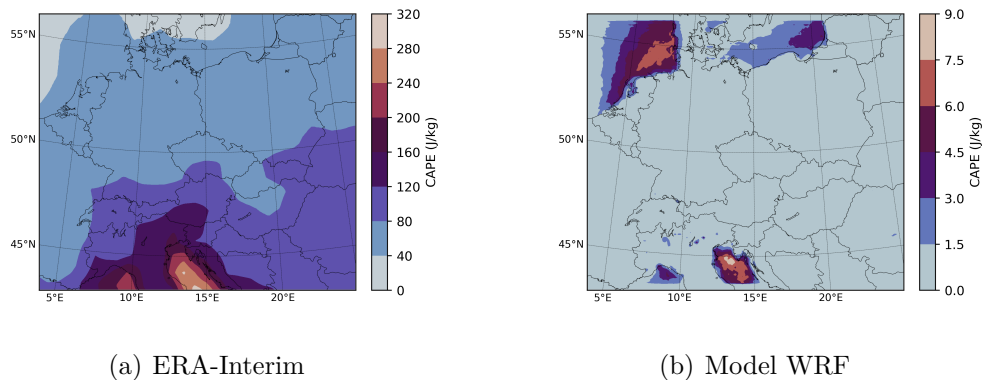 55°N
50°N
45°N
5°E 10°E 15°E 20°E
320
280
240
200
160
120
80
40
0
CAPE (J/kg)
55°N
50°N
45°N
5°E 10°E 15°E 20°E
9.0
7.5
6.0
4.5
3.0
1.5
0.0
CAPE (J/kg)
(a) ERA-Interim
(b) Model WRF